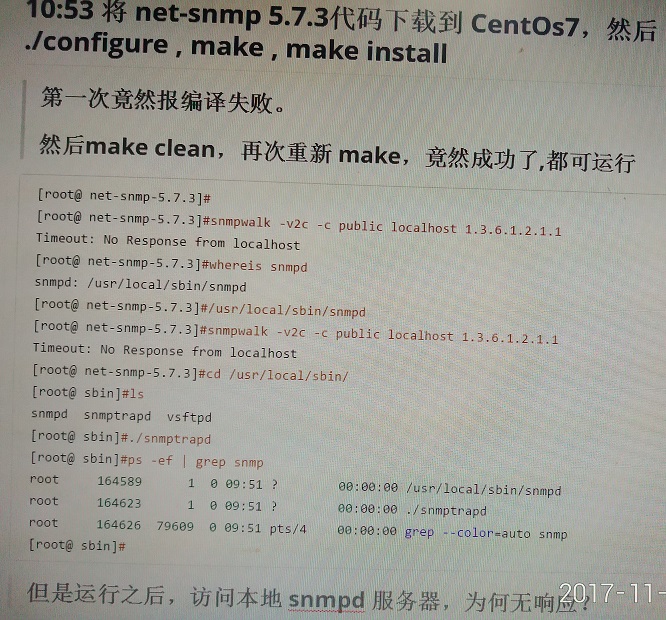 10:53 将 net-snmp 5.7.3代码下载到 CentOs7，然后
./configure , make , make install
第一次竟然报编译失败。
然后make clean，再次重新 make，竟然成功了,都可运行
[root@ net-snmp-5.7.3]#
[root@ net-snmp-5.7.3]#snmpwalk -v2c -c public localhost 1.3.6.1.2.1.1
Timeout: No Response from localhost
[root@ net-snmp-5.7.3]#whereis snmpd
snmpd: /usr/local/sbin/snmpd
[root@ net-snmp-5.7.3]#/usr/local/sbin/snmpd
[root@ net-snmp-5.7.3]#snmpwalk -v2c -c public localhost 1.3.6.1.2.1.1
Timeout: No Response from localhost
[root@ net-snmp-5.7.3]#cd /usr/local/sbin/
[root@ sbin]#ls
snmpd snmptrapd vsftpd
[root@ sbin]#./snmptrapd
[root@ sbin]#ps -ef | grep snmp
root 164589 1 0 09:51 ? 00:00:00 /usr/local/sbin/snmpd
root 164623 1 0 09:51 ? 00:00:00 ./snmptrapd
root 164626 79609 0 09:51 pts/4 00:00:00 grep --color=auto snmp
[root@ sbin]#
但是运行之后，访问本地 snmpd 服务器，为何无响应？
2017-11-